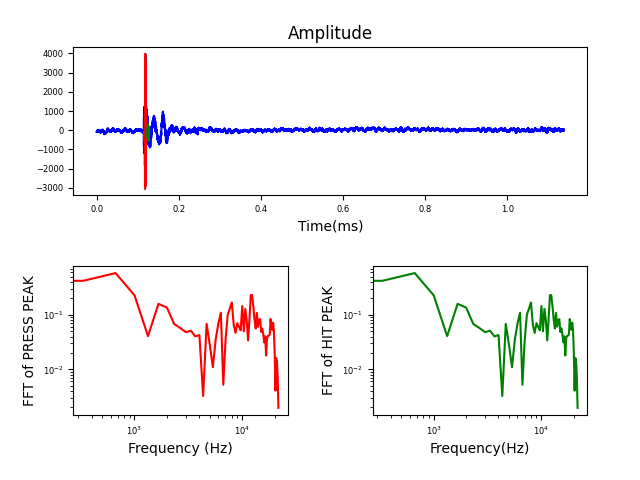 Amplitude
4000
3000
2000
1000
0
−1000
−2000
−3000
0.0 0.2 0.4 0.6 0.8 1.0
Time(ms)
FFT of PRESS PEAK
10⁻¹
10⁻²
10³ 10⁴
Frequency (Hz)
FFT of HIT PEAK
10⁻¹
10⁻²
10³ 10⁴
Frequency(Hz)